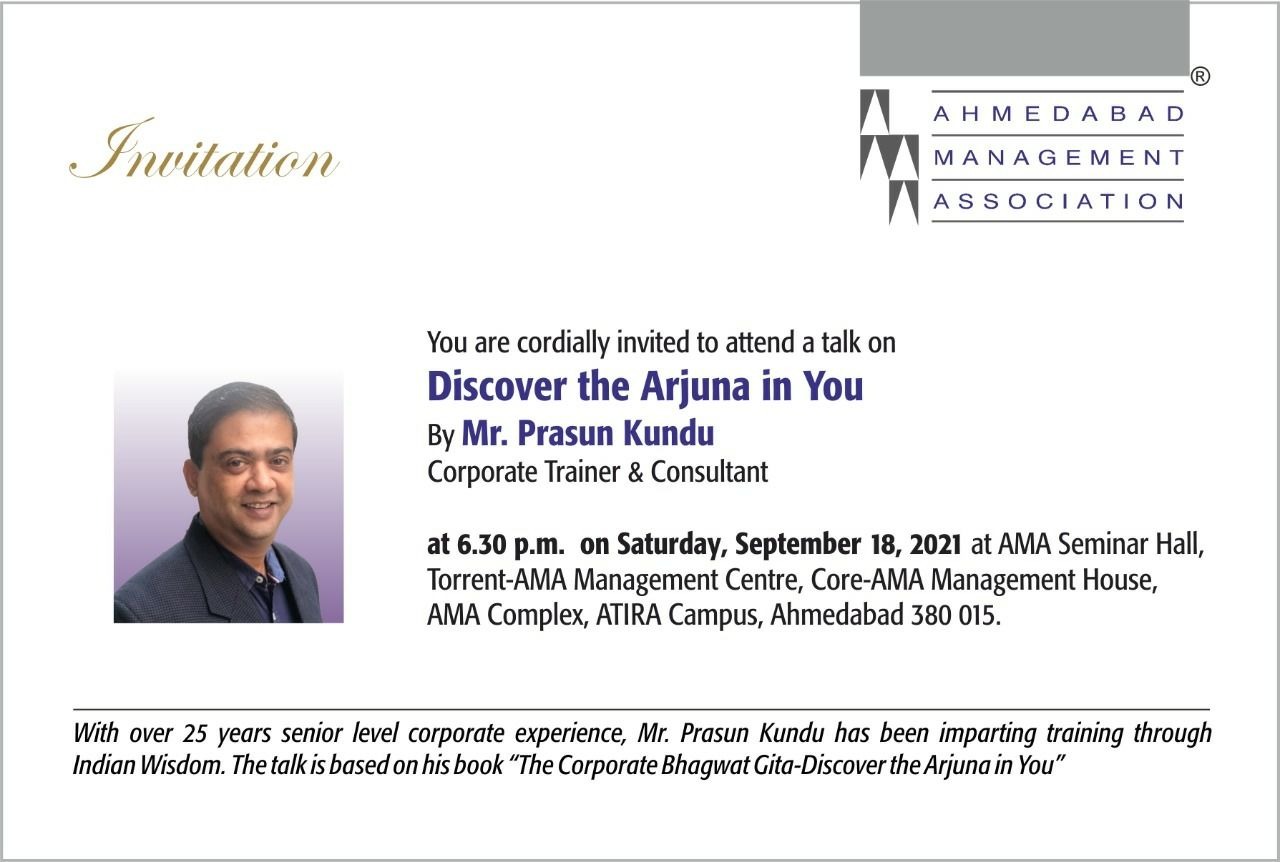 Invitation
®
AHMEDABAD
MANAGEMENT
ASSOCIATION
You are cordially invited to attend a talk on
Discover the Arjuna in You
By Mr. Prasun Kundu
Corporate Trainer & Consultant
at 6.30 p.m. on Saturday, September 18, 2021 at AMA Seminar Hall,
Torrent-AMA Management Centre, Core-AMA Management House,
AMA Complex, ATIRA Campus, Ahmedabad 380 015.
With over 25 years senior level corporate experience, Mr. Prasun Kundu has been imparting training through
Indian Wisdom. The talk is based on his book “The Corporate Bhagwat Gita-Discover the Arjuna in You”